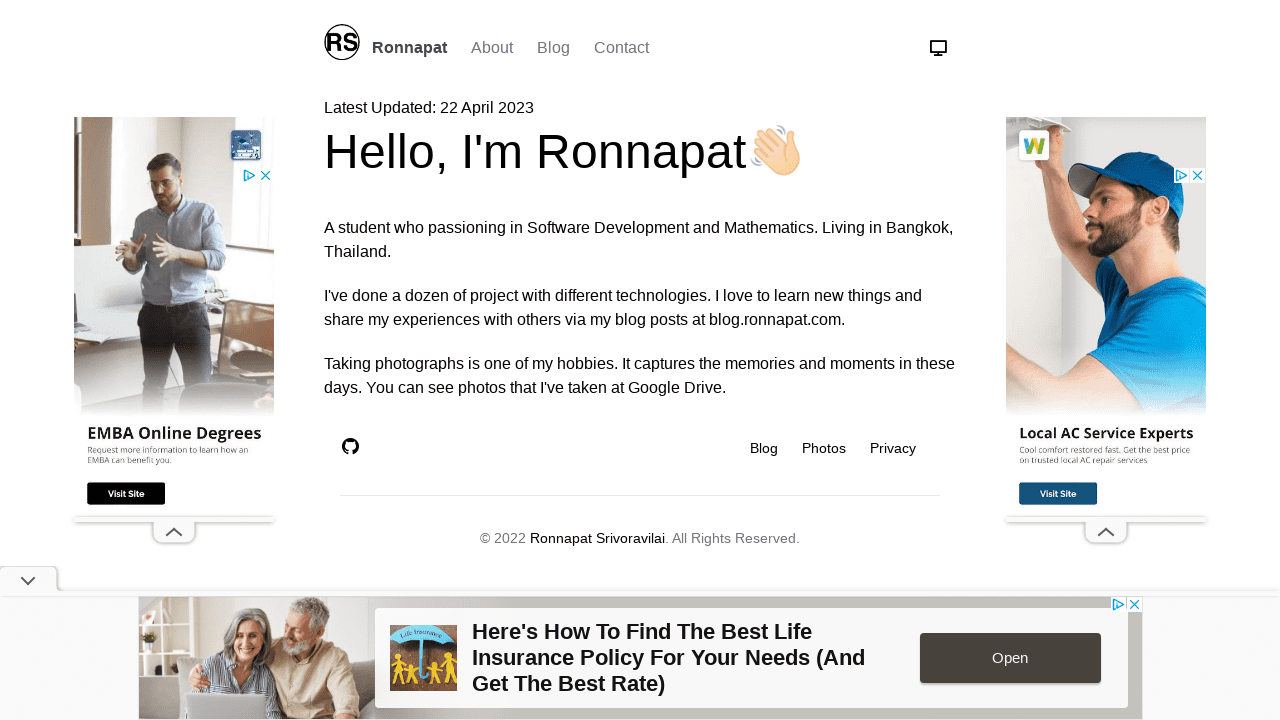 RS
Ronnapat
About
Blog
Contact
Latest Updated: 22 April 2023
Hello, I'm Ronnapat👋🏻
A student who passioning in Software Development and Mathematics. Living in Bangkok,
Thailand.
I've done a dozen of project with different technologies. I love to learn new things and
share my experiences with others via my blog posts at blog.ronnapat.com.
Taking photographs is one of my hobbies. It captures the memories and moments in these
days. You can see photos that I've taken at Google Drive.
Blog
Photos
Privacy
© 2022 Ronnapat Srivoravilai. All Rights Reserved.
EMBA Online Degrees
Request more information to learn how an
EMBA can benefit you.
Visit Site
W
Local AC Service Experts
Cool comfort restored fast. Get the best price
on trusted local AC repair services
Visit Site
Life Insurance
Here's How To Find The Best Life
Insurance Policy For Your Needs (And
Get The Best Rate)
Open